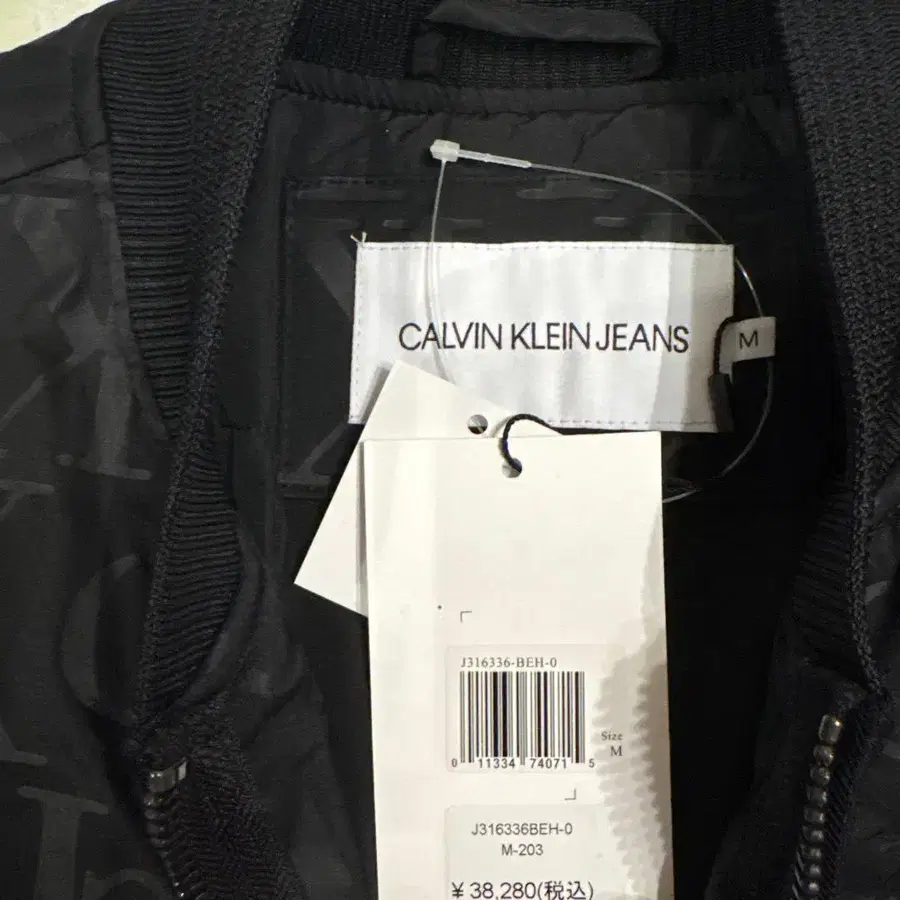 CALVIN KLEIN JEANS
M
J316336-BEH-0
Size
M
0 11334 74071 5
J316336BEH-0
M-203
¥ 38,280(税込)